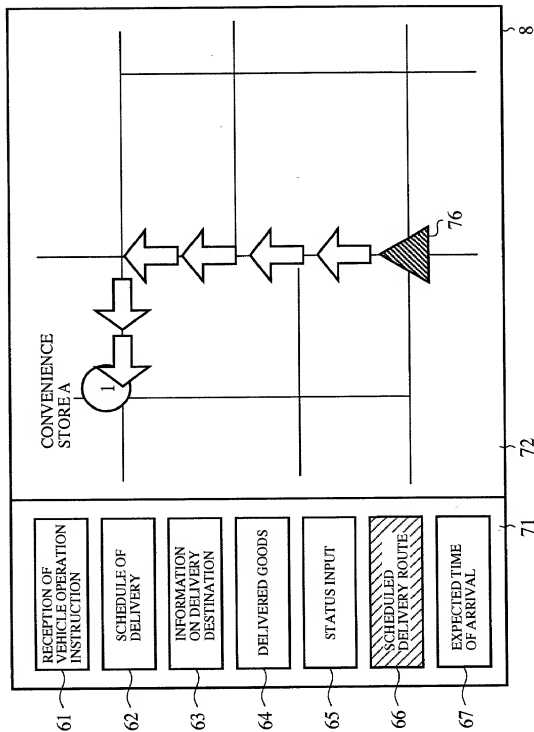 RECEPTION OF
VEHICLE OPERATION
INSTRUCTION
SCHEDULE OF
DELIVERY
INFORMATION
ON DELIVERY
DESTINATION
DELIVERED GOODS
STATUS INPUT
SCHEDULED
DELIVERY ROUTE
EXPECTED TIME
OF ARRIVAL
61
62
63
64
65
66
67
CONVENIENCE
STORE A
1
76
71
72
8